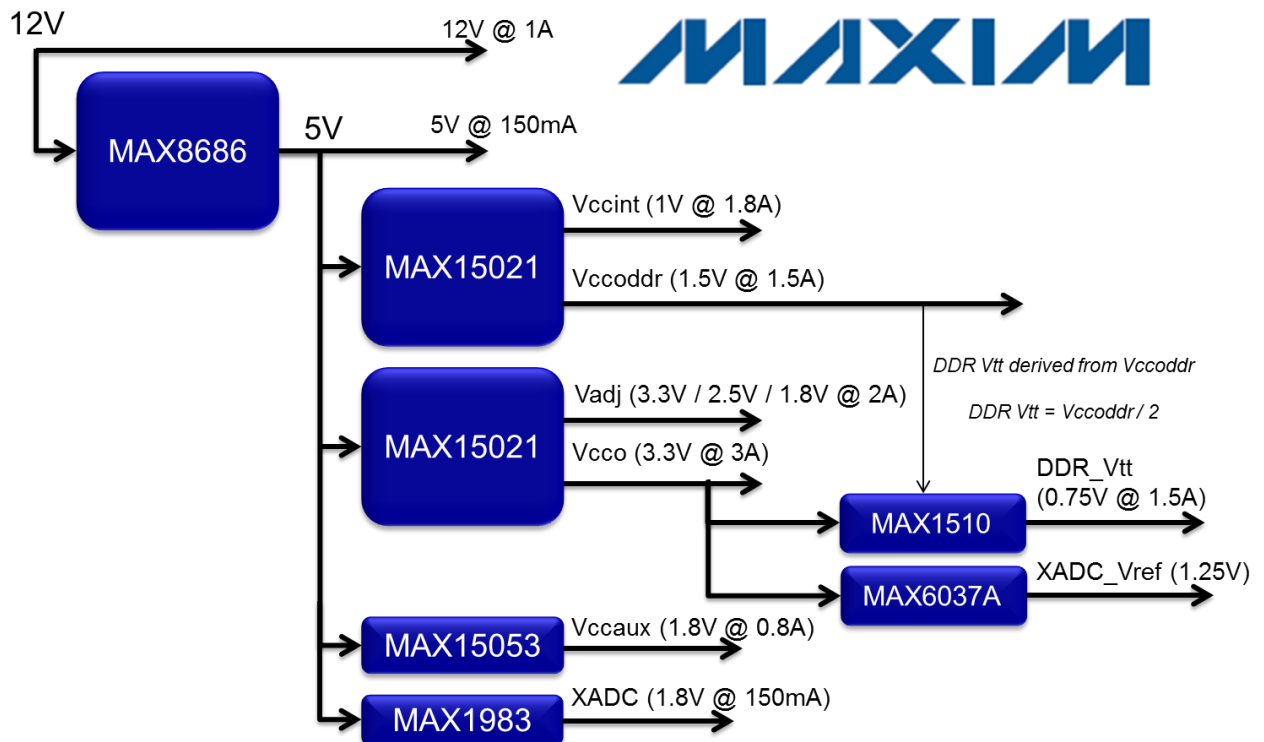 12V
12V @ 1A
MAXIM
MAX8686
5V
5V @ 150mA
MAX15021
Vccint (1V @ 1.8A)
Vccoddr (1.5V @ 1.5A)
DDR Vtt derived from Vccoddr
DDR Vtt = Vccoddr / 2
MAX15021
Vadj (3.3V / 2.5V / 1.8V @ 2A)
Vcco (3.3V @ 3A)
MAX1510
DDR_Vtt
(0.75V @ 1.5A)
MAX6037A
XADC_Vref (1.25V)
MAX15053
Vccaux (1.8V @ 0.8A)
MAX1983
XADC (1.8V @ 150mA)